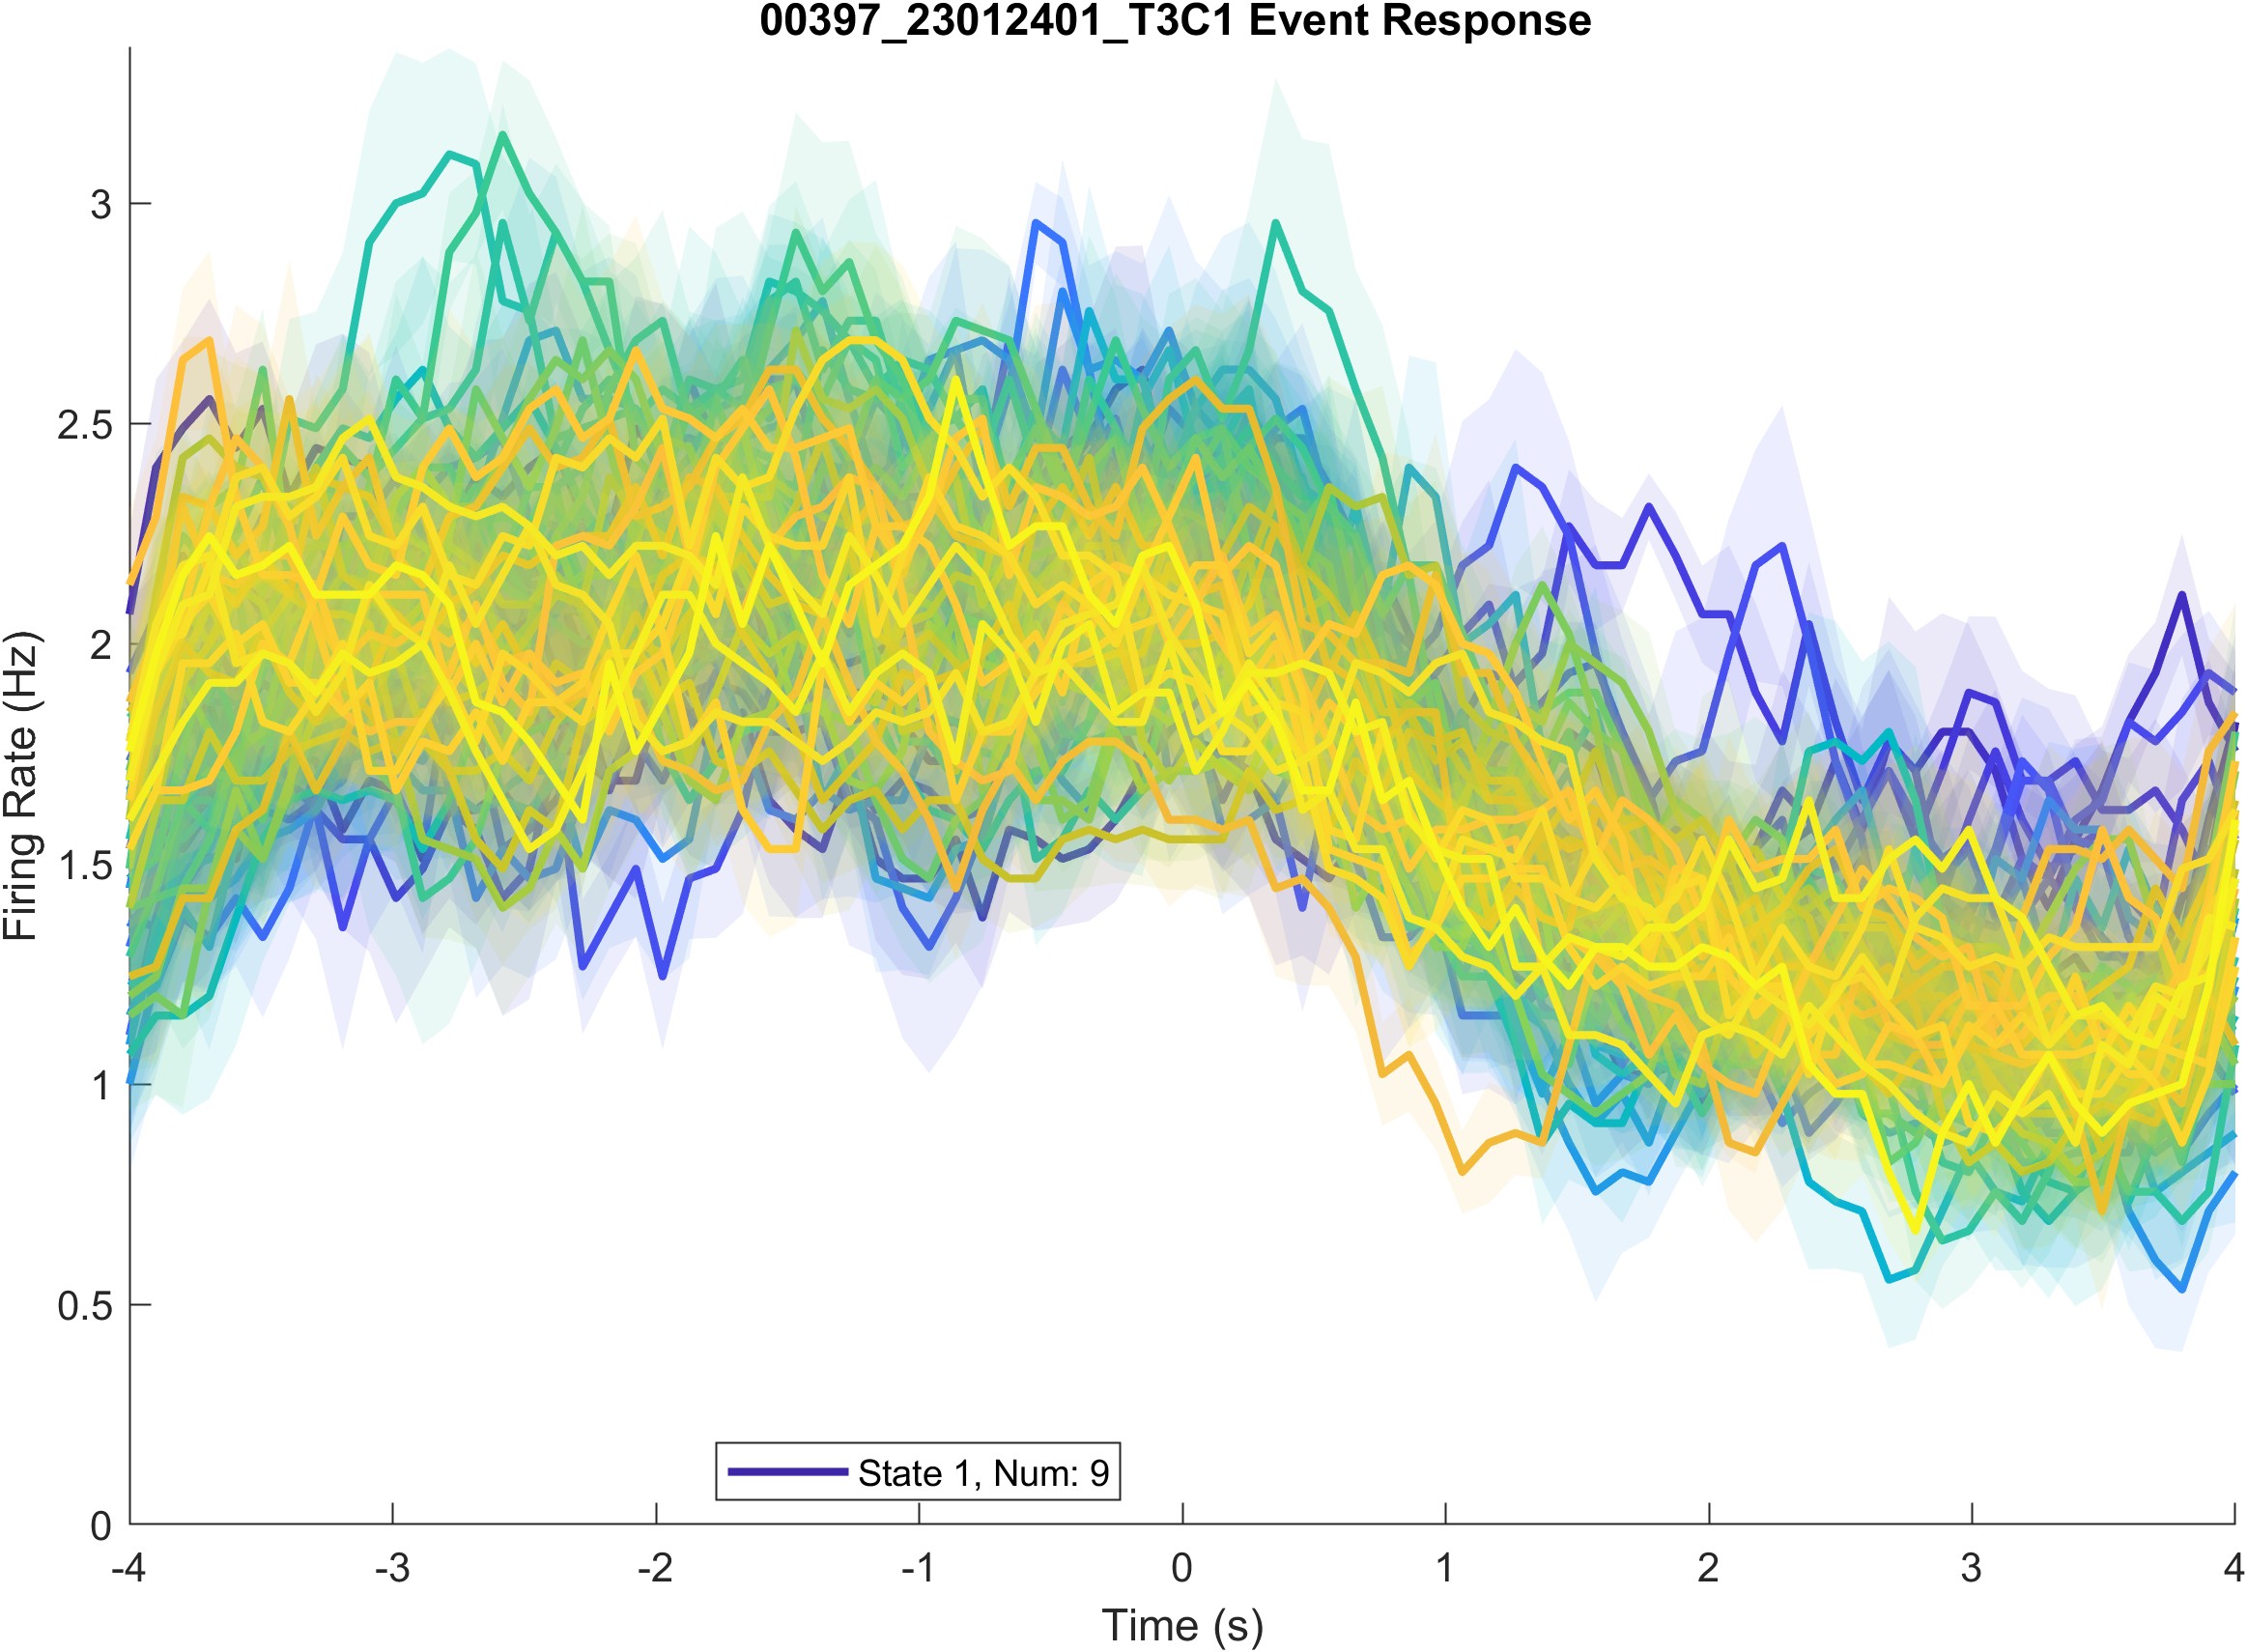 00397_23012401_T3C1 Event Response
Firing Rate (Hz)
3
2.5
2
1.5
1
0.5
0
State 1, Num: 9
-4 -3 -2 -1 0 1 2 3 4
Time (s)